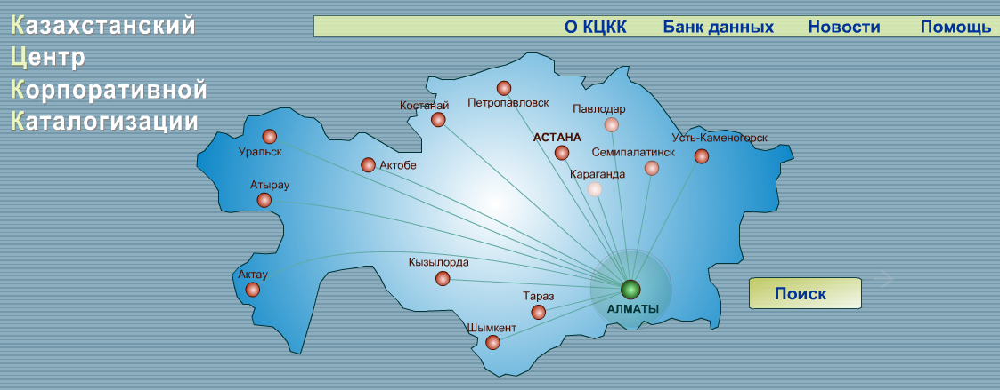 Казахстанский
Центр
Корпоративной
Каталогизации
О КЦКК Банк данных Новости Помощь
Петропавловск
Костанай
Павлодар
АСТАНА
Усть-Каменогорск
Уральск
Семипалатинск
Актобе
Караганда
Атырау
Кызылорда
Актау
Тараз
Поиск
АЛМАТЫ
Шымкент